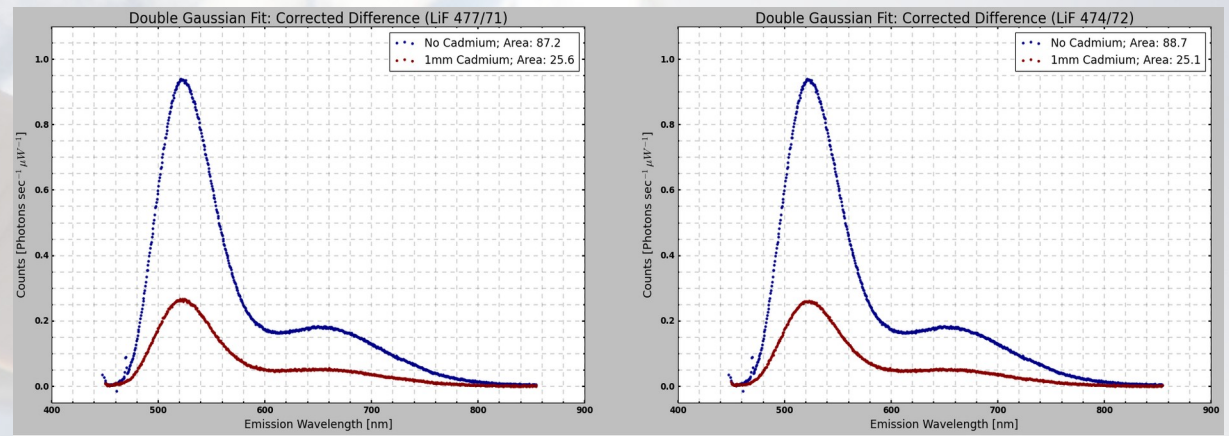 Double Gaussian Fit: Corrected Difference (LiF 477/71)
No Cadmium; Area: 87.2
1mm Cadmium; Area: 25.6
Counts [Photons sec⁻¹ μW⁻¹]
1.0
0.8
0.6
0.4
0.2
0.0
400 500 600 700 800 900
Emission Wavelength [nm]
Double Gaussian Fit: Corrected Difference (LiF 474/72)
No Cadmium; Area: 88.7
1mm Cadmium; Area: 25.1
Counts [Photons sec⁻¹ μW⁻¹]
1.0
0.8
0.6
0.4
0.2
0.0
400 500 600 700 800 900
Emission Wavelength [nm]